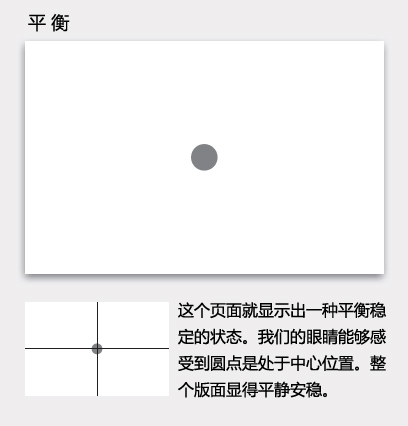 平 衡
这个页面就显示出一种平衡稳
定的状态。我们的眼睛能够感
受到圆点是处于中心位置。整
个版面显得平静安稳。